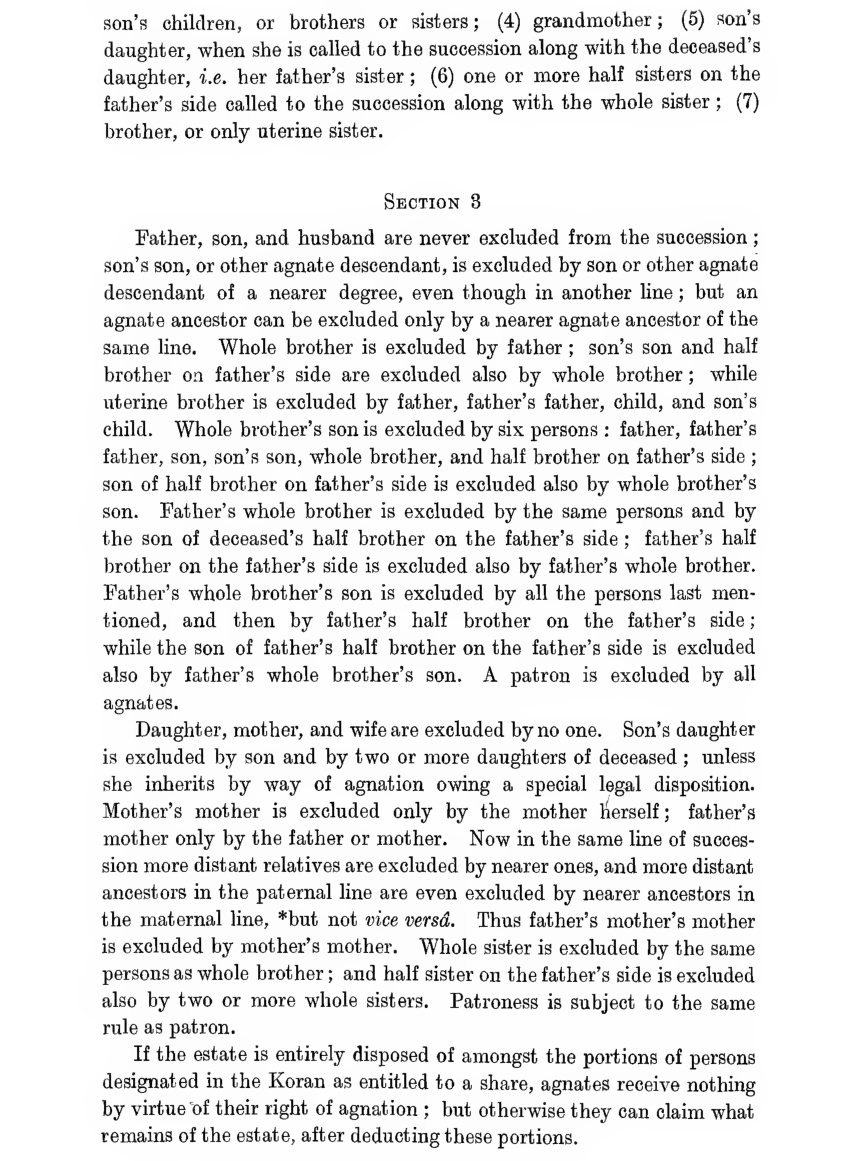 son's children, or brothers or sisters; (4) grandmother; (5) son's
daughter, when she is called to the succession along with the deceased's
daughter, i.e. her father's sister; (6) one or more half sisters on the
father's side called to the succession along with the whole sister; (7)
brother, or only uterine sister.
SECTION 3
Father, son, and husband are never excluded from the succession;
son's son, or other agnate descendant, is excluded by son or other agnate
descendant of a nearer degree, even though in another line; but an
agnate ancestor can be excluded only by a nearer agnate ancestor of the
same line. Whole brother is excluded by father; son's son and half
brother on father's side are excluded also by whole brother; while
uterine brother is excluded by father, father's father, child, and son's
child. Whole brother's son is excluded by six persons: father, father's
father, son, son's son, whole brother, and half brother on father's side;
son of half brother on father's side is excluded also by whole brother's
son. Father's whole brother is excluded by the same persons and by
the son of deceased's half brother on the father's side; father's half
brother on the father's side is excluded also by father's whole brother.
Father's whole brother's son is excluded by all the persons last men-
tioned, and then by father's half brother on the father's side;
while the son of father's half brother on the father's side is excluded
also by father's whole brother's son. A patron is excluded by all
agnates.
Daughter, mother, and wife are excluded by no one. Son's daughter
is excluded by son and by two or more daughters of deceased; unless
she inherits by way of agnation owing a special legal disposition.
Mother's mother is excluded only by the mother herself; father's
mother only by the father or mother. Now in the same line of succes-
sion more distant relatives are excluded by nearer ones, and more distant
ancestors in the paternal line are even excluded by nearer ancestors in
the maternal line, *but not vice versâ. Thus father's mother's mother
is excluded by mother's mother. Whole sister is excluded by the same
persons as whole brother; and half sister on the father's side is excluded
also by two or more whole sisters. Patroness is subject to the same
rule as patron.
If the estate is entirely disposed of amongst the portions of persons
designated in the Koran as entitled to a share, agnates receive nothing
by virtue of their right of agnation; but otherwise they can claim what
remains of the estate, after deducting these portions.